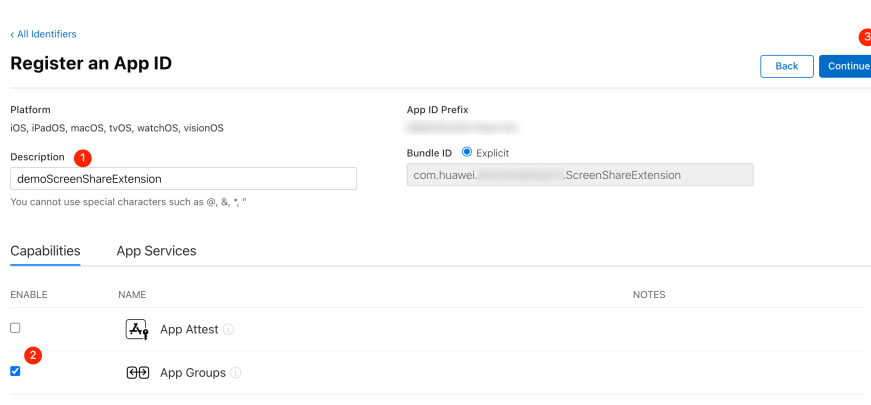 ‹ All Identifiers
3
Register an App ID
Back
Continue
Platform
iOS, iPadOS, macOS, tvOS, watchOS, visionOS
App ID Prefix
Description
1
Bundle ID
Explicit
demoScreenShareExtension
com.huawei. .ScreenShareExtension
You cannot use special characters such as @, &, *, "
Capabilities
App Services
ENABLE
NAME
NOTES
App Attest
2
App Groups